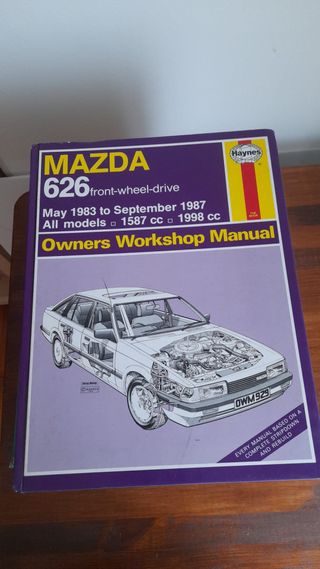 Haynes
MAZDA
626 front-wheel-drive
May 1983 to September 1987
All models □ 1587 cc □ 1998 cc
Owners Workshop Manual
OWM 929
EVERY MANUAL BASED ON A
COMPLETE STRIPDOWN
AND REBUILD